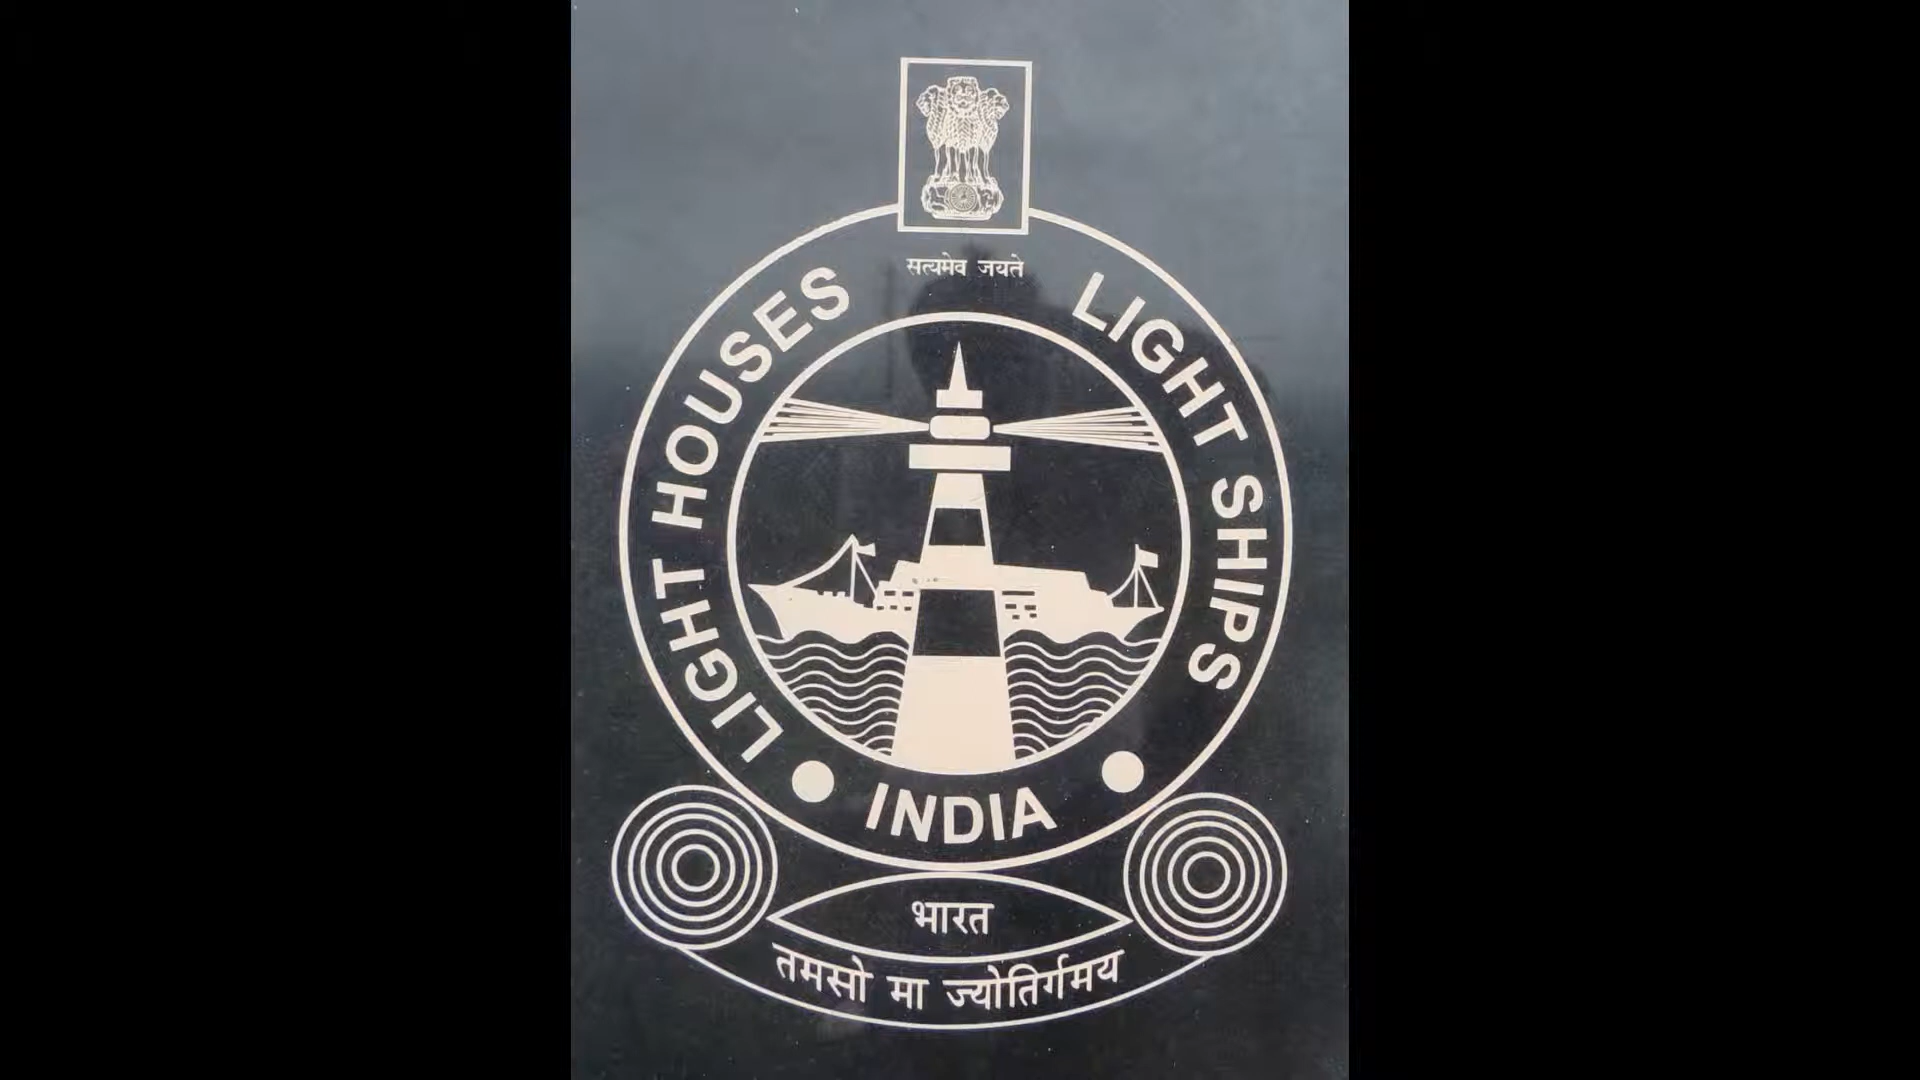 सत्यमेव जयते
LIGHT HOUSES
LIGHT SHIPS
INDIA
भारत
तमसो मा ज्योतिर्गमय